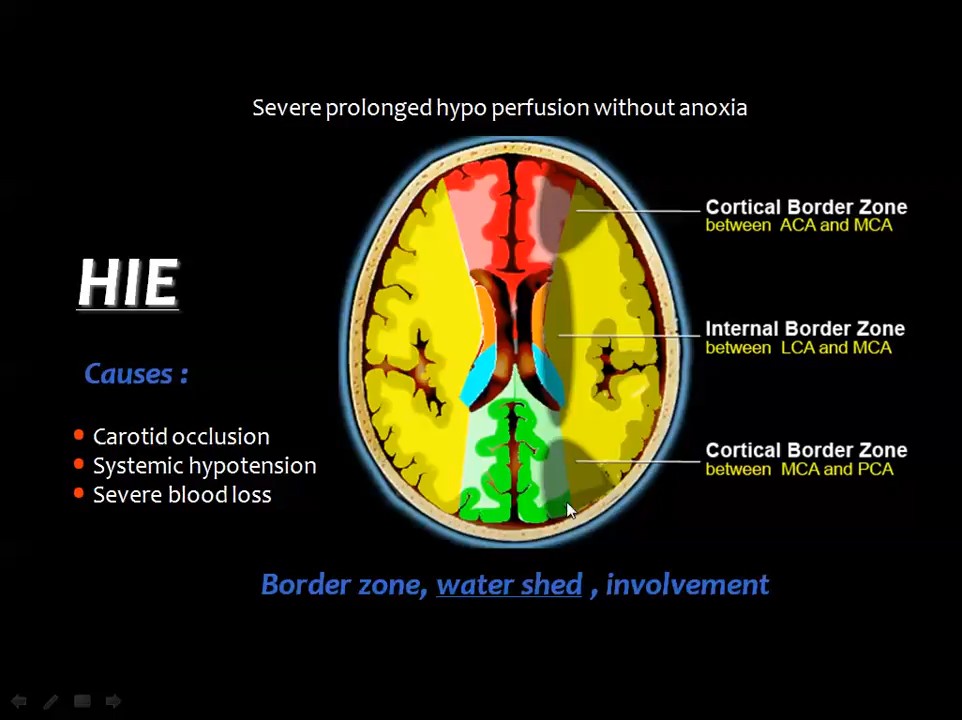 Severe prolonged hypo perfusion without anoxia
HIE
Causes :
Carotid occlusion
Systemic hypotension
Severe blood loss
Cortical Border Zone
between ACA and MCA
Internal Border Zone
between LCA and MCA
Cortical Border Zone
between MCA and PCA
Border zone, water shed , involvement